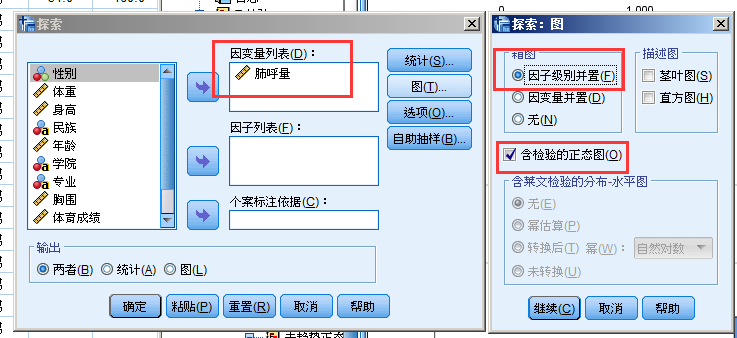 探索
因变量列表(D)：
肺呼量
性别
体重
身高
民族
年龄
学院
专业
胸围
体育成绩
因子列表(F)：
个案标注依据(C)：
统计(S)...
图(T)...
选项(O)...
自助抽样(B)...
输出
两者(B) 统计(A) 图(L)
确定 粘贴(P) 重置(R) 取消 帮助
1,000
探索：图
箱图
因子级别并置(F)
因变量并置(D)
无(N)
描述图
茎叶图(S)
直方图(H)
含检验的正态图(O)
含莱文检验的分布-水平图
无(E)
幂估算(P)
转换后(T) 幂(W)： 自然对数
未转换(U)
继续(C) 取消 帮助